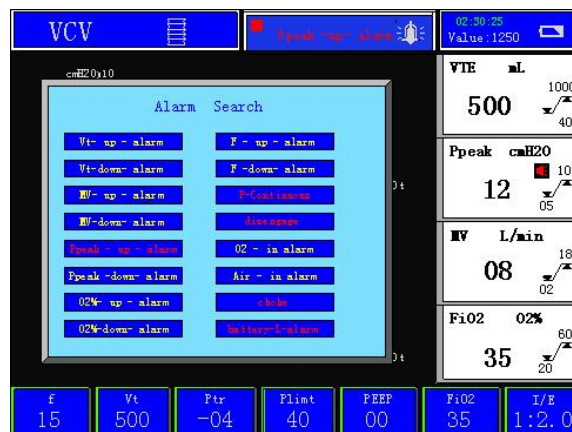 VCV
Ppeak -up- alarm
02:30:25
Value:1250
cmH2Ox10
Alarm Search
Vt- up - alarm
F - up - alarm
Vt-down- alarm
F -down- alarm
MV- up - alarm
P-Continuous
MV-down- alarm
disengage
Ppeak - up - alarm
O2 - in alarm
Ppeak -down- alarm
Air - in alarm
O2%- up - alarm
choke
O2%-down- alarm
battery-L-alarm
t
t
VTE mL
500
1000
40
Ppeak cmH2O
12
10
05
MV L/min
08
18
02
FiO2 O2%
35
60
20
f
15
Vt
500
Ptr
-04
Plimt
40
PEEP
00
FiO2
35
I/E
1:2.0